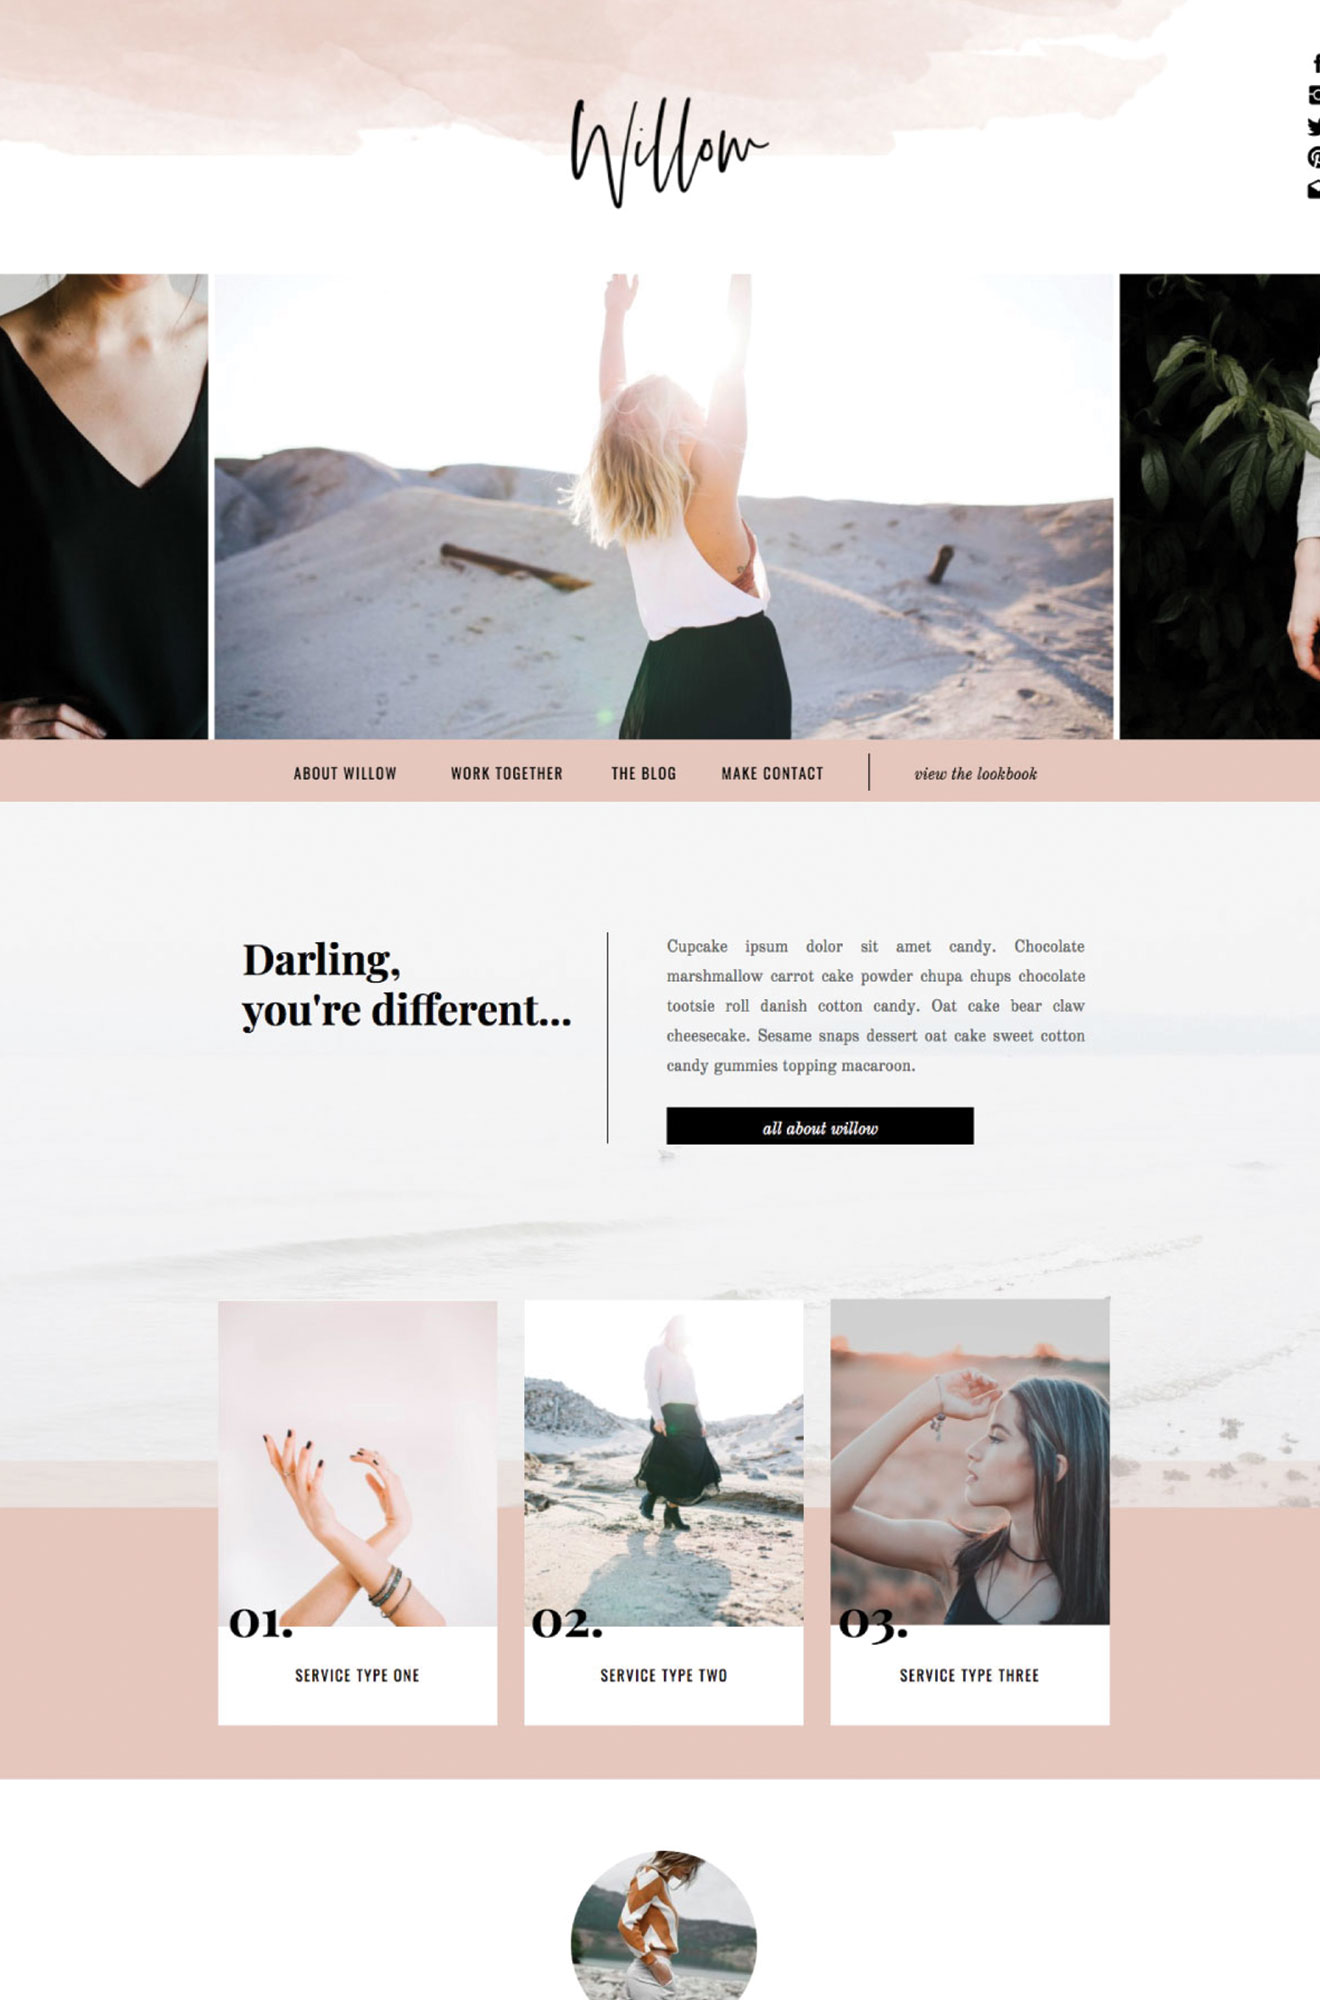 Willow
ABOUT WILLOW WORK TOGETHER THE BLOG MAKE CONTACT view the lookbook
Darling,
you're different...
Cupcake ipsum dolor sit amet candy. Chocolate
marshmallow carrot cake powder chupa chups chocolate
tootsie roll danish cotton candy. Oat cake bear claw
cheesecake. Sesame snaps dessert oat cake sweet cotton
candy gummies topping macaroon.
all about willow
01.
SERVICE TYPE ONE
02.
SERVICE TYPE TWO
03.
SERVICE TYPE THREE